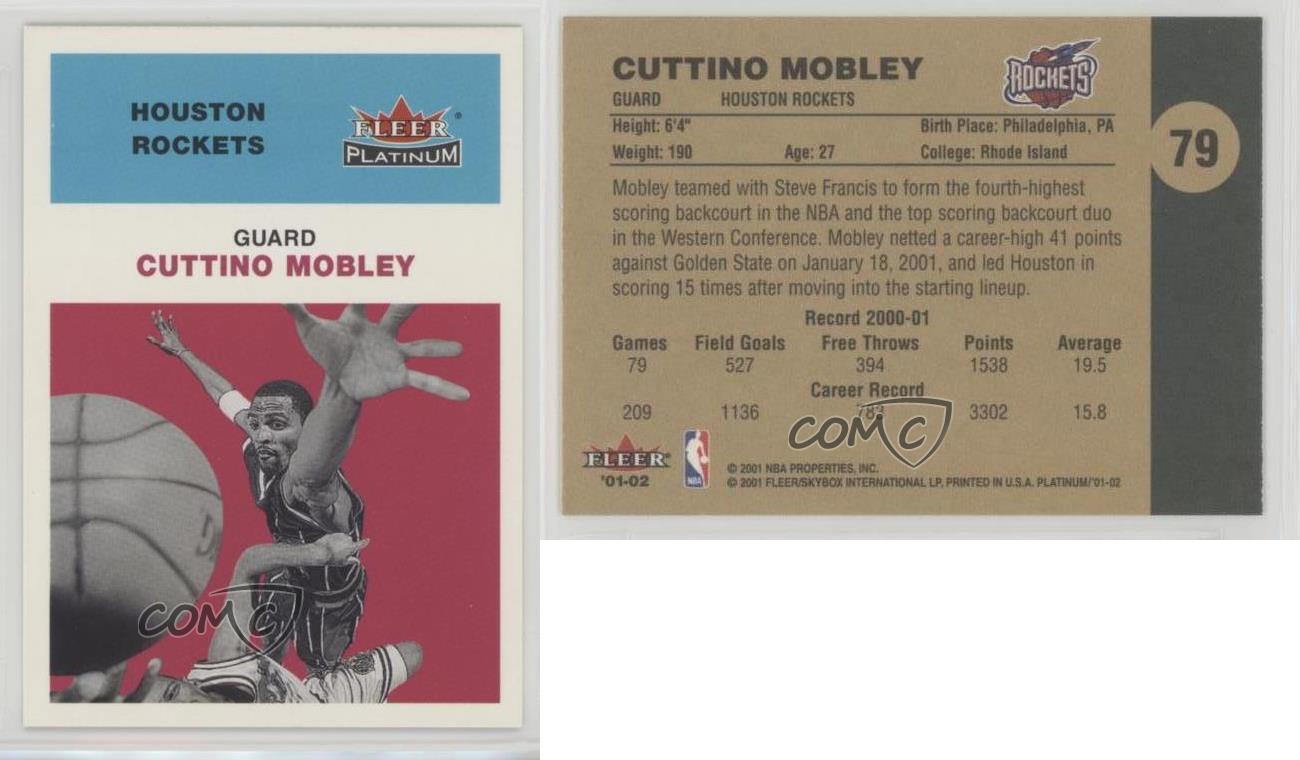 HOUSTON
ROCKETS
FLEER ®
PLATINUM
GUARD
CUTTINO MOBLEY
COMC
CUTTINO MOBLEY
ROCKETS
GUARD HOUSTON ROCKETS
Height: 6'4" Birth Place: Philadelphia, PA
Weight: 190 Age: 27 College: Rhode Island
79
Mobley teamed with Steve Francis to form the fourth-highest
scoring backcourt in the NBA and the top scoring backcourt duo
in the Western Conference. Mobley netted a career-high 41 points
against Golden State on January 18, 2001, and led Houston in
scoring 15 times after moving into the starting lineup.
Record 2000-01
Games Field Goals Free Throws Points Average
79 527 394 1538 19.5
Career Record
209 1136 3302 15.8
COMC
FLEER
'01-02
NBA
© 2001 NBA PROPERTIES, INC.
© 2001 FLEER/SKYBOX INTERNATIONAL LP, PRINTED IN U.S.A. PLATINUM/'01-02